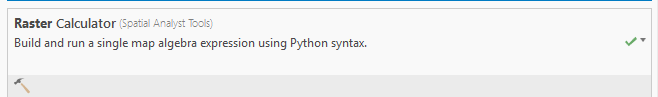 Raster Calculator (Spatial Analyst Tools)
Build and run a single map algebra expression using Python syntax.